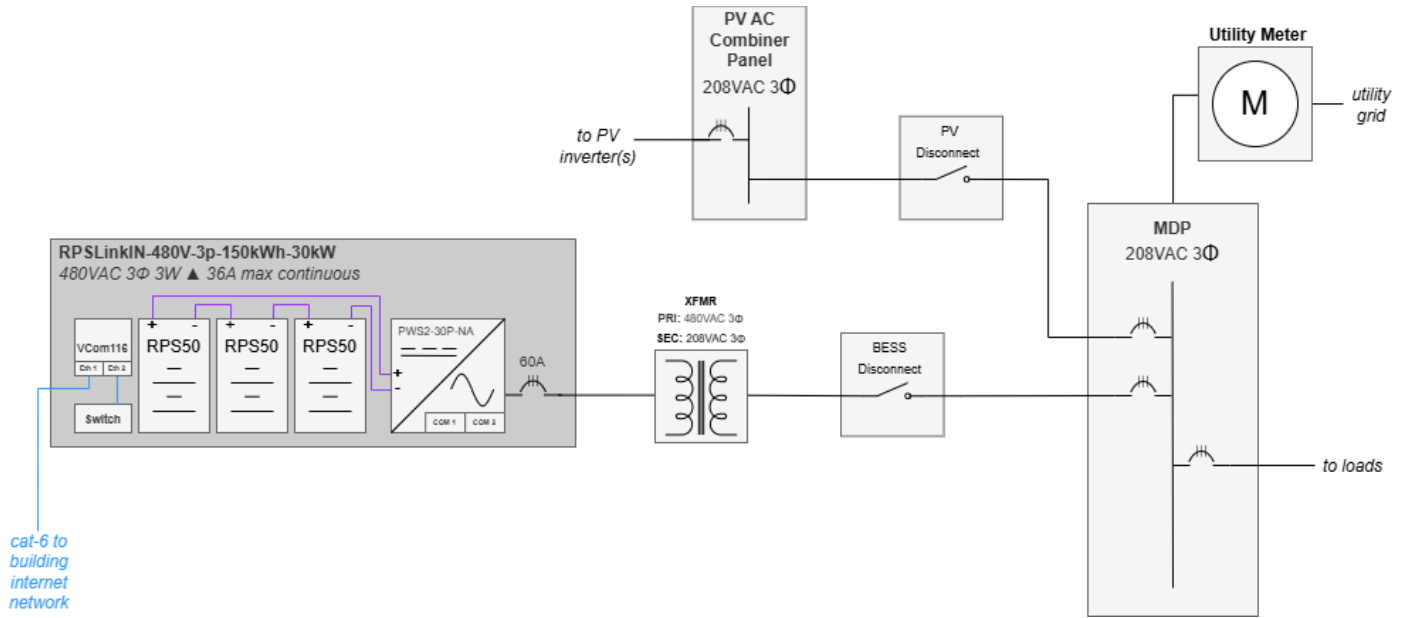 PV AC
Combiner
Panel
208VAC 3Φ
to PV
inverter(s)
PV
Disconnect
Utility Meter
M
utility
grid
MDP
208VAC 3Φ
RPSLinkIN-480V-3p-150kWh-30kW
480VAC 3Φ 3W ▲ 36A max continuous
VCom116
Eth 1
Eth 2
Switch
+ -
RPS50
+ -
RPS50
+ -
RPS50
PWS2-30P-NA
+
-
COM 1
COM 2
60A
XFMR
PRI: 480VAC 3Φ
SEC: 208VAC 3Φ
BESS
Disconnect
to loads
cat-6 to
building
internet
network